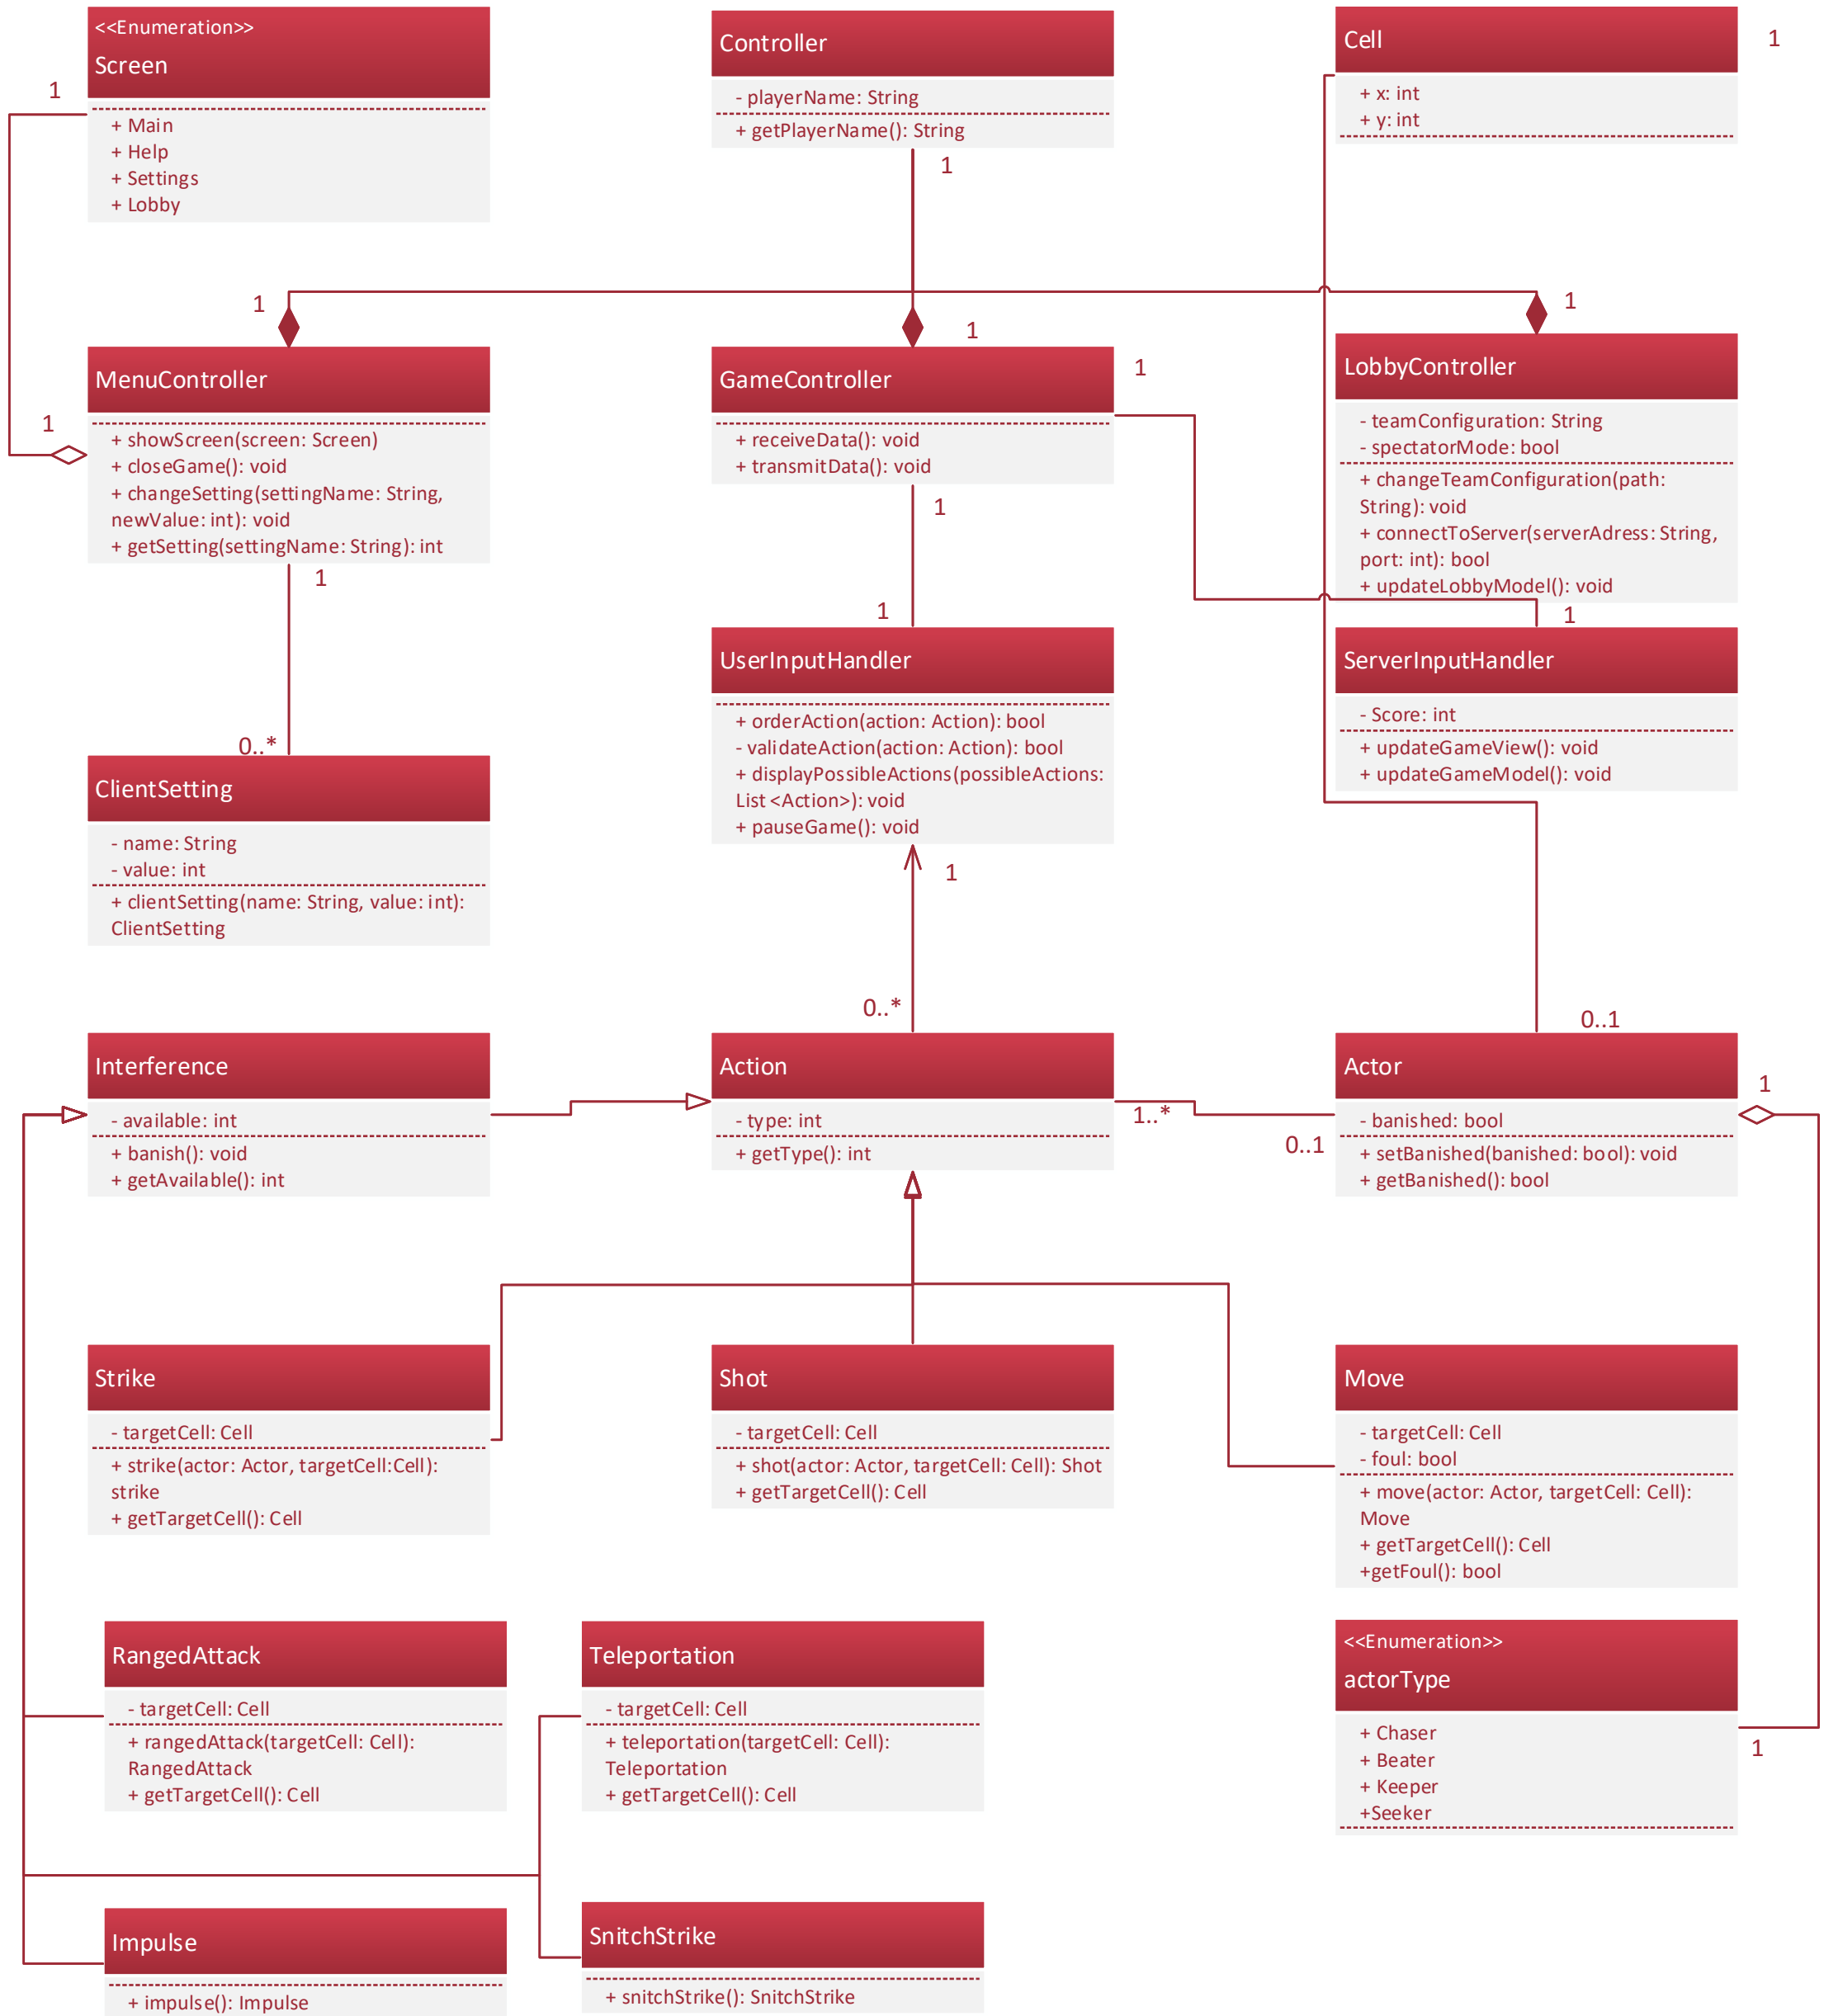 <<Enumeration>>
Screen
+ Main
+ Help
+ Settings
+ Lobby
1
Controller
- playerName: String
+ getPlayerName(): String
1
Cell
+ x: int
+ y: int
1
1
1
1
MenuController
+ showScreen(screen: Screen)
+ closeGame(): void
+ changeSetting(settingName: String,
newValue: int): void
+ getSetting(settingName: String): int
1
1
GameController
+ receiveData(): void
+ transmitData(): void
1
1
LobbyController
- teamConfiguration: String
- spectatorMode: bool
+ changeTeamConfiguration(path:
String): void
+ connectToServer(serverAdress: String,
port: int): bool
+ updateLobbyModel(): void
1
1
1
0..*
ClientSetting
- name: String
- value: int
+ clientSetting(name: String, value: int):
ClientSetting
UserInputHandler
+ orderAction(action: Action): bool
- validateAction(action: Action): bool
+ displayPossibleActions(possibleActions:
List <Action>): void
+ pauseGame(): void
1
ServerInputHandler
- Score: int
+ updateGameView(): void
+ updateGameModel(): void
0..*
0..1
Interference
- available: int
+ banish(): void
+ getAvailable(): int
Action
- type: int
+ getType(): int
1..*
0..1
Actor
- banished: bool
+ setBanished(banished: bool): void
+ getBanished(): bool
1
Strike
- targetCell: Cell
+ strike(actor: Actor, targetCell:Cell):
strike
+ getTargetCell(): Cell
Shot
- targetCell: Cell
+ shot(actor: Actor, targetCell: Cell): Shot
+ getTargetCell(): Cell
Move
- targetCell: Cell
- foul: bool
+ move(actor: Actor, targetCell: Cell):
Move
+ getTargetCell(): Cell
+getFoul(): bool
RangedAttack
- targetCell: Cell
+ rangedAttack(targetCell: Cell):
RangedAttack
+ getTargetCell(): Cell
Teleportation
- targetCell: Cell
+ teleportation(targetCell: Cell):
Teleportation
+ getTargetCell(): Cell
<<Enumeration>>
actorType
+ Chaser
+ Beater
+ Keeper
+Seeker
1
Impulse
+ impulse(): Impulse
SnitchStrike
+ snitchStrike(): SnitchStrike